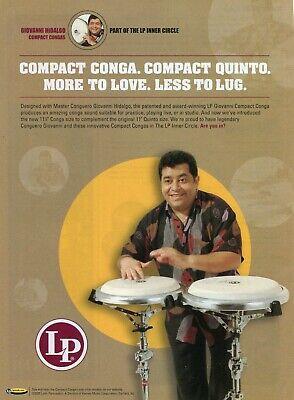 GIOVANNI HIDALGO
COMPACT CONGAS
PART OF THE LP INNER CIRCLE
COMPACT CONGA. COMPACT QUINTO.
MORE TO LOVE. LESS TO LUG.
Designed with Master Conguero Giovanni Hidalgo, the patented and award-winning LP Giovanni Compact Conga
produces an amazing conga sound suitable for practice, playing live, or in studio. And now we've introduced
the new 11¾" Conga size to complement the original 11" Quinto size. We're proud to have legendary
Conguero Giovanni and these innovative Compact Congas in The LP Inner Circle. Are you in?
LP